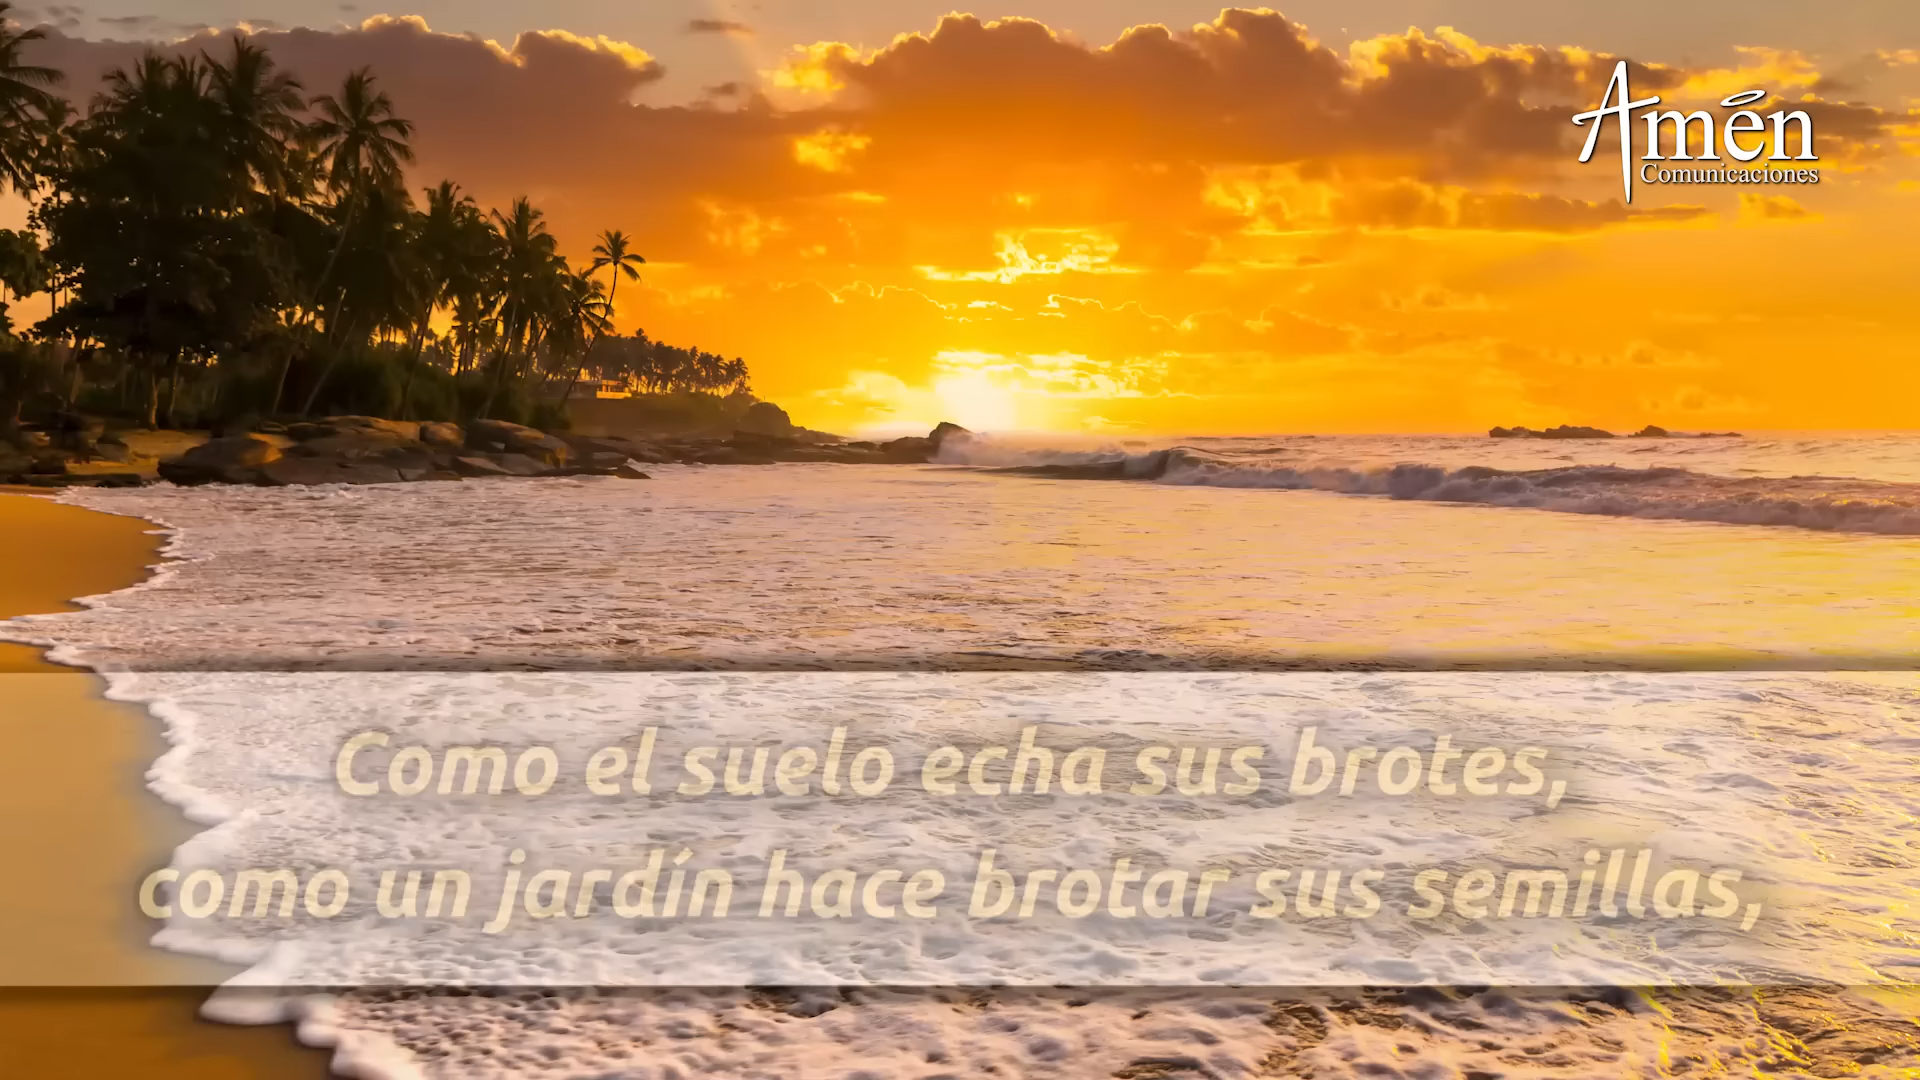 Amén
Comunicaciones
Como el suelo echa sus brotes,
como un jardín hace brotar sus semillas,